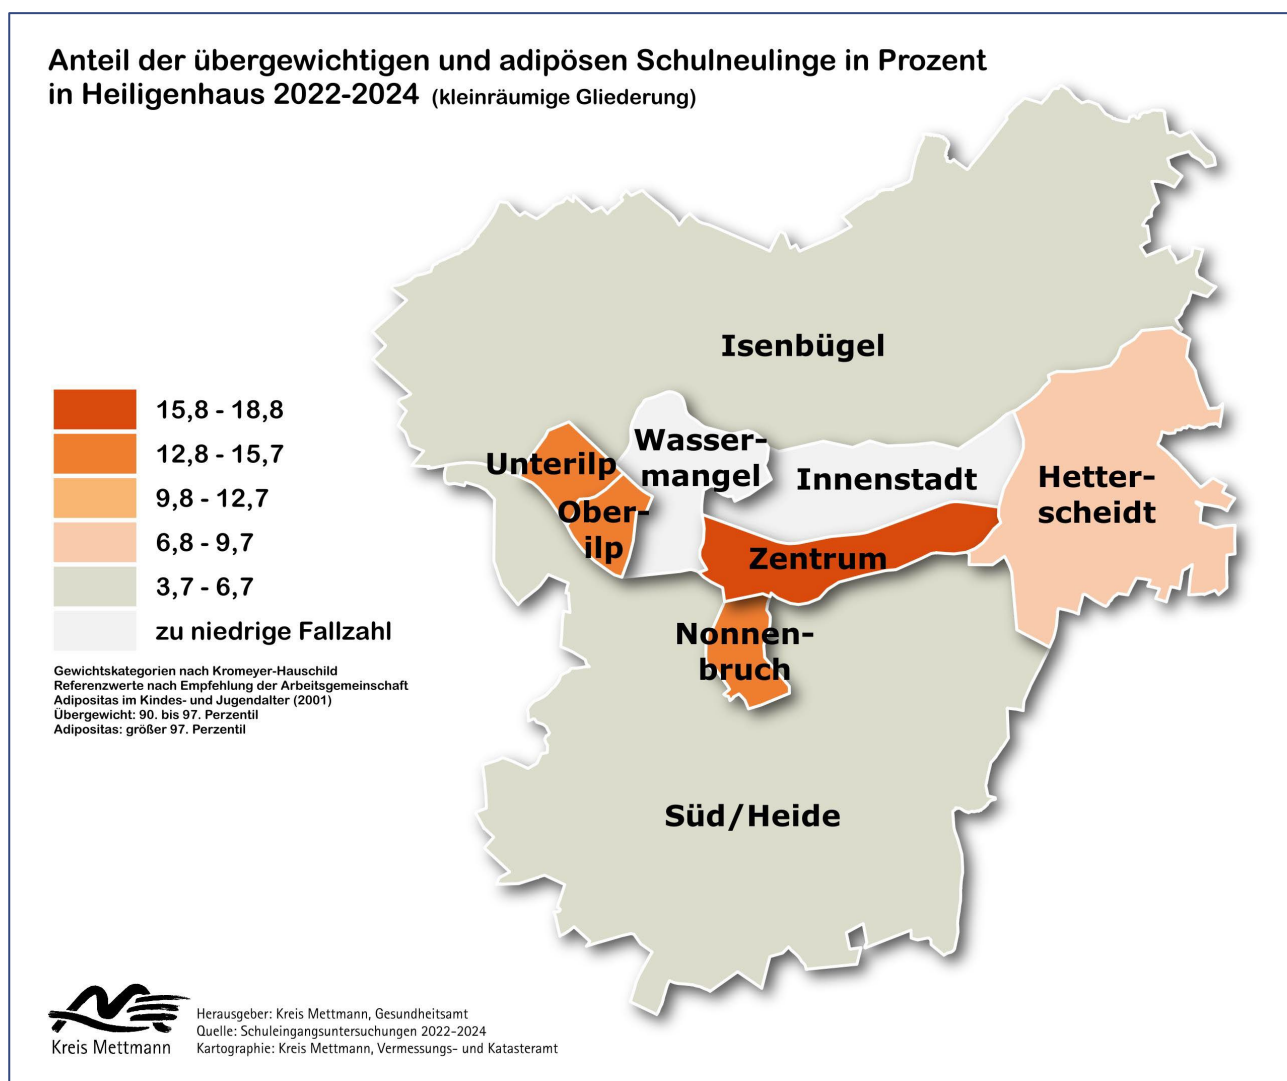 Anteil der übergewichtigen und adipösen Schulneulinge in Prozent
in Heiligenhaus 2022-2024 (kleinräumige Gliederung)
Isenbügel
15,8 - 18,8
12,8 - 15,7
9,8 - 12,7
6,8 - 9,7
3,7 - 6,7
zu niedrige Fallzahl
Wasser-
mangel
Unterilp
Ober-
ilp
Innenstadt
Hetter-
scheidt
Zentrum
Nonnen-
bruch
Süd/Heide
Gewichtskategorien nach Kromeyer-Hauschild
Referenzwerte nach Empfehlung der Arbeitsgemeinschaft
Adipositas im Kindes- und Jugendalter (2001)
Übergewicht: 90. bis 97. Perzentil
Adipositas: größer 97. Perzentil
Kreis Mettmann
Herausgeber: Kreis Mettmann, Gesundheitsamt
Quelle: Schuleingangsuntersuchungen 2022-2024
Kartographie: Kreis Mettmann, Vermessungs- und Katasteramt